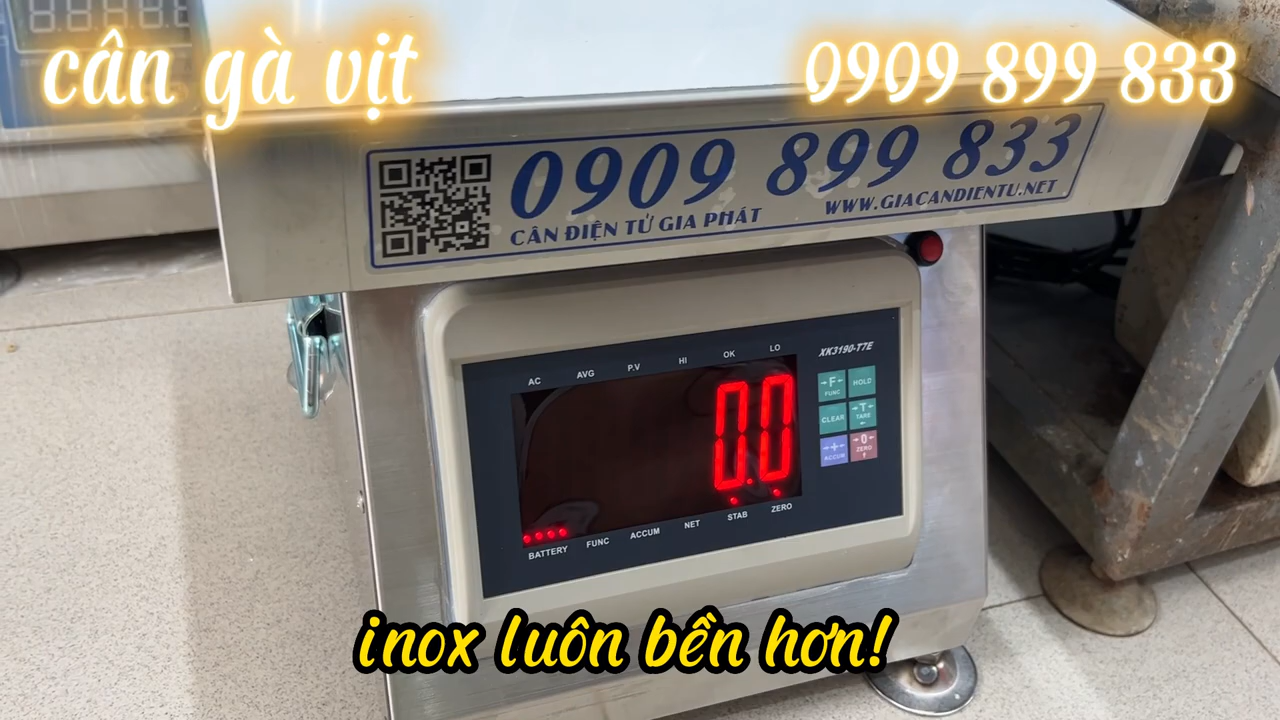 cân gà vịt
0909 899 833
0909 899 833
CÂN ĐIỆN TỬ GIA PHÁT
WWW.GIACANDIENTU.NET
XK3190-T7E
AC AVG P.V HI OK LO
0.0
F FUNC
HOLD
CLEAR
T TARE
ACCUM
0 ZERO
BATTERY FUNC ACCUM NET STAB ZERO
inox luôn bền hơn!